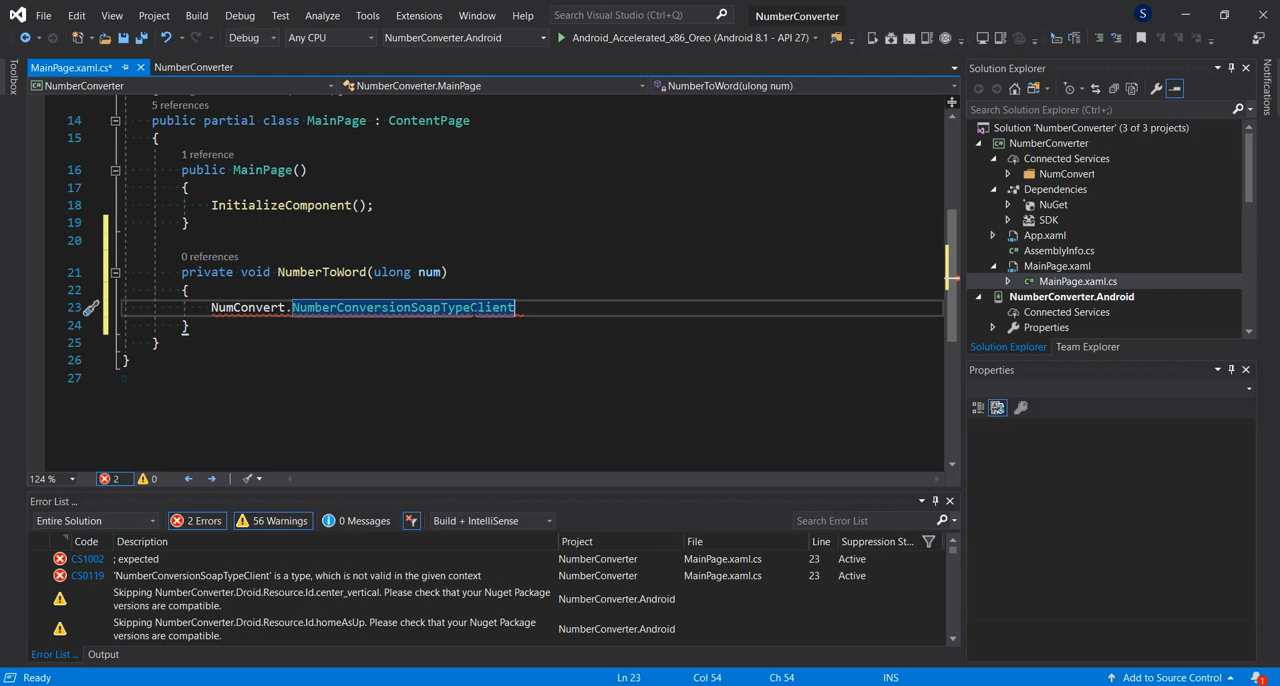 File Edit View Project Build Debug Test Analyze Tools Extensions Window Help Search Visual Studio (Ctrl+Q) NumberConverter S
Debug Any CPU NumberConverter.Android Android_Accelerated_x86_Oreo (Android 8.1 - API 27)
Toolbox
MainPage.xaml.cs* NumberConverter
NumberConverter NumberConverter.MainPage NumberToWord(ulong num)
5 references
14 public partial class MainPage : ContentPage
15 {
1 reference
16 public MainPage()
17 {
18 InitializeComponent();
19 }
20
0 references
21 private void NumberToWord(ulong num)
22 {
23 NumConvert.NumberConversionSoapTypeClient
24 }
25 }
26 }
27
124 % 2 0
Error List ...
Entire Solution 2 Errors 56 Warnings 0 Messages Build + IntelliSense Search Error List
Code Description Project File Line Suppression St...
CS1002 ; expected NumberConverter MainPage.xaml.cs 23 Active
CS0119 'NumberConversionSoapTypeClient' is a type, which is not valid in the given context NumberConverter MainPage.xaml.cs 23 Active
Skipping NumberConverter.Droid.Resource.Id.center_vertical. Please check that your Nuget Package
versions are compatible. NumberConverter.Android
Skipping NumberConverter.Droid.Resource.Id.homeAsUp. Please check that your Nuget Package
versions are compatible. NumberConverter.Android
Error List ... Output
Solution Explorer
Search Solution Explorer (Ctrl+;)
Solution 'NumberConverter' (3 of 3 projects)
NumberConverter
Connected Services
NumConvert
Dependencies
NuGet
SDK
App.xaml
AssemblyInfo.cs
MainPage.xaml
MainPage.xaml.cs
NumberConverter.Android
Connected Services
Properties
Solution Explorer Team Explorer
Properties
Notifications
Ready Ln 23 Col 54 Ch 54 INS Add to Source Control 1